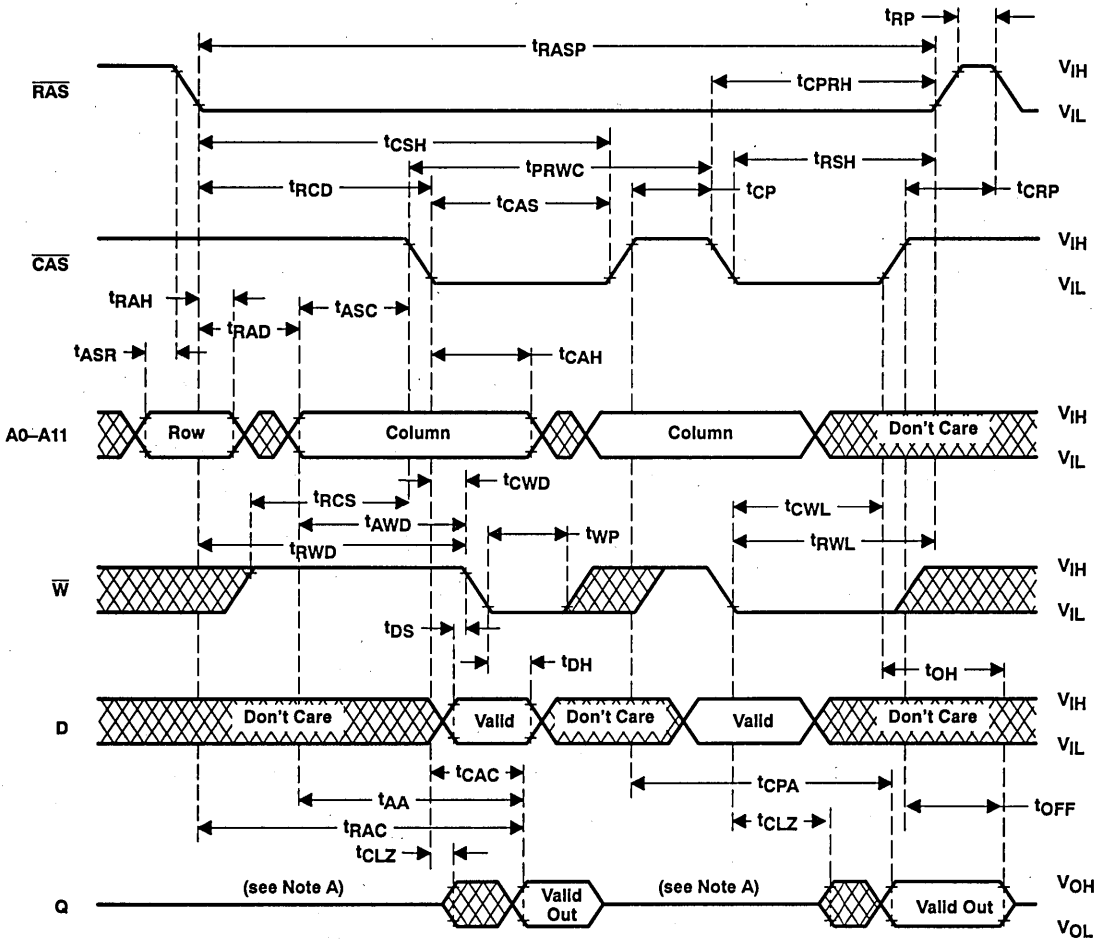 tRP
tRASP
VIH
RAS
tCPRH
VIL
tCSH
tPRWC
tRSH
tRCD
tCP
tCRP
tCAS
VIH
CAS
VIL
tRAH
tASC
tRAD
tASR
tCAH
VIH
A0–A11
Row
Column
Column
Don't Care
VIL
tCWD
tRCS
tCWL
tAWD
tWP
tRWD
tRWL
VIH
W
VIL
tDS
tDH
tOH
VIH
D
Don't Care
Valid
Don't Care
Valid
Don't Care
VIL
tCAC
tCPA
tAA
tOFF
tRAC
tCLZ
tCLZ
(see Note A)
(see Note A)
VOH
Q
Valid Out
Valid Out
VOL